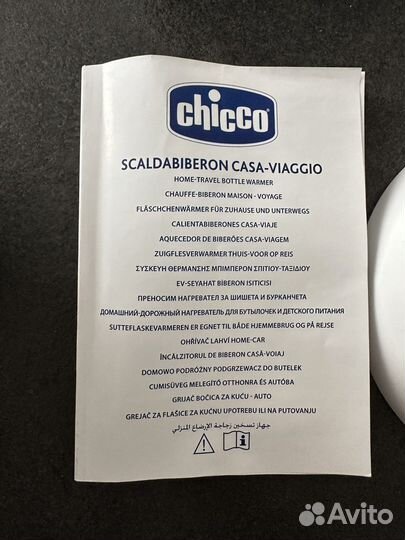 chicco
SCALDABIBERON CASA-VIAGGIO
HOME-TRAVEL BOTTLE WARMER
CHAUFFE-BIBERON MAISON - VOYAGE
FLÄSCHCHENWÄRMER FÜR ZUHAUSE UND UNTERWEGS
CALIENTABIBERONES CASA-VIAJE
AQUECEDOR DE BIBERÕES CASA-VIAGEM
ZUIGFLESVERWARMER THUIS-VOOR OP REIS
ΣΥΣΚΕΥΗ ΘΕΡΜΑΝΣΗΣ ΜΠΙΜΠΕΡΟΝ ΣΠΙΤΙΟΥ-ΤΑΞΙΔΙΟΥ
EV-SEYAHAT BİBERON ISITICISI
ПРЕНОСИМ НАГРЕВАТЕЛ ЗА ШИШЕТА И БУРКАНЧЕТА
ДОМАШНИЙ-ДОРОЖНЫЙ НАГРЕВАТЕЛЬ ДЛЯ БУТЫЛОЧЕК И ДЕТСКОГО ПИТАНИЯ
SUTTEFLASKEVARMEREN ER EGNET TIL BÅDE HJEMMEBRUG OG PÅ REJSE
OHŘÍVAČ LAHVÍ HOME-CAR
ÎNCĂLZITORUL DE BIBERON CASĂ-VOIAJ
DOMOWO PODRÓŻNY PODGRZEWACZ DO BUTELEK
CUMISÜVEG MELEGÍTŐ OTTHONRA ÉS AUTÓBA
GRIJAČ BOČICA ZA KUĆU - AUTO
GREJAČ ZA FLAŠICE ZA KUĆNU UPOTREBU ILI NA PUTOVANJU
جهاز تسخين زجاجة الإرضاع المنزلي
Avito